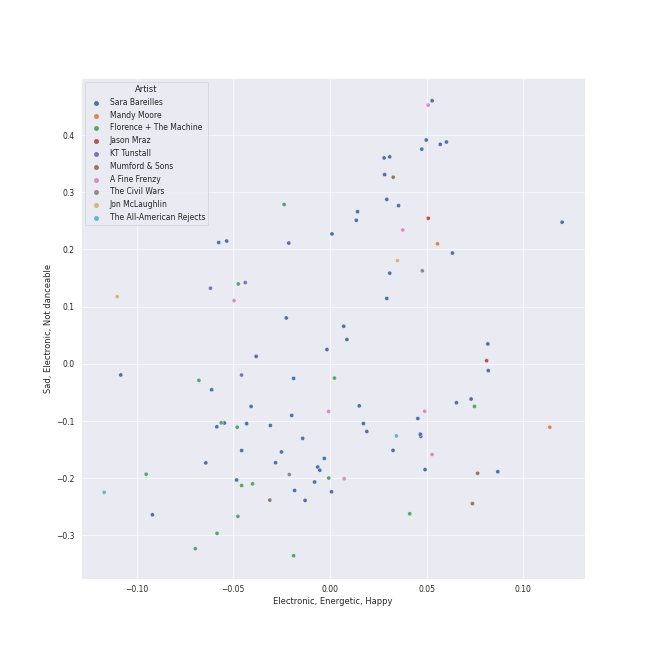 Artist
Sara Bareilles
Mandy Moore
Florence + The Machine
Jason Mraz
KT Tunstall
Mumford & Sons
A Fine Frenzy
The Civil Wars
Jon McLaughlin
The All-American Rejects
0.4
0.3
0.2
0.1
0.0
−0.1
−0.2
−0.3
Sad, Electronic, Not danceable
−0.10
−0.05
0.00
0.05
0.10
Electronic, Energetic, Happy